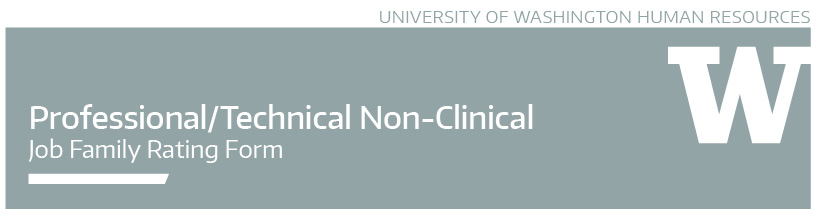 UNIVERSITY OF WASHINGTON HUMAN RESOURCES
W
Professional/Technical Non-Clinical
Job Family Rating Form